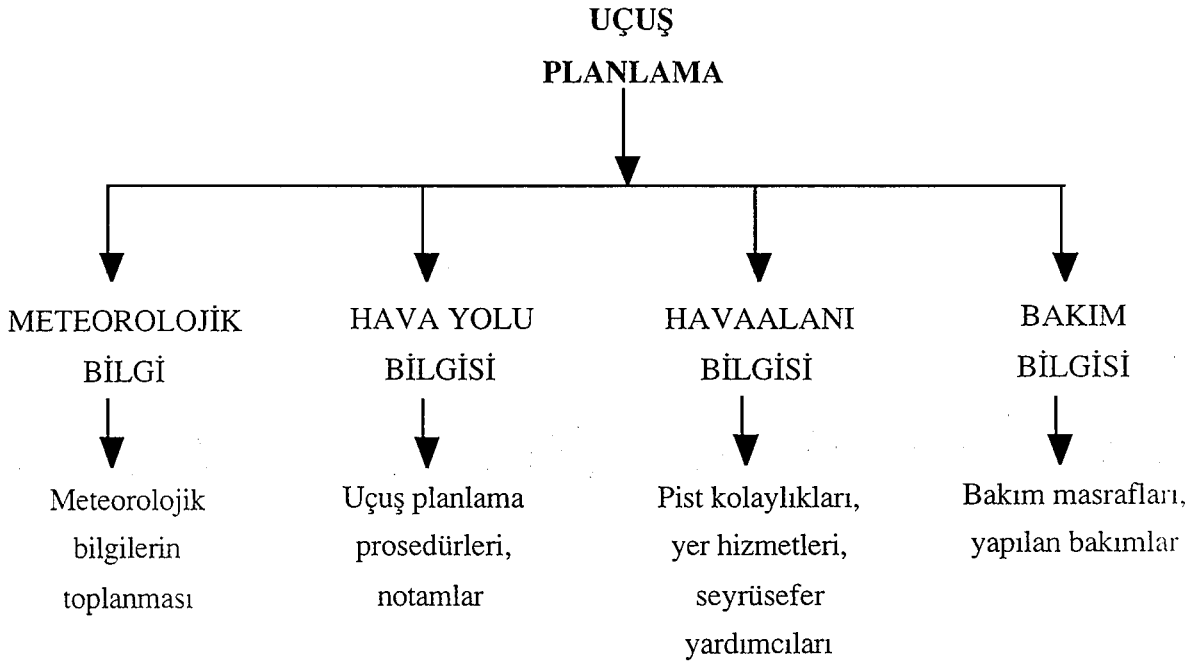 UÇUŞ
PLANLAMA
METEOROLOJİK
BİLGİ
HAVA YOLU
BİLGİSİ
HAVAALANI
BİLGİSİ
BAKIM
BİLGİSİ
Meteorolojik
bilgilerin
toplanması
Uçuş planlama
prosedürleri,
notamlar
Pist kolaylıkları,
yer hizmetleri,
seyrüsefer
yardımcıları
Bakım masrafları,
yapılan bakımlar